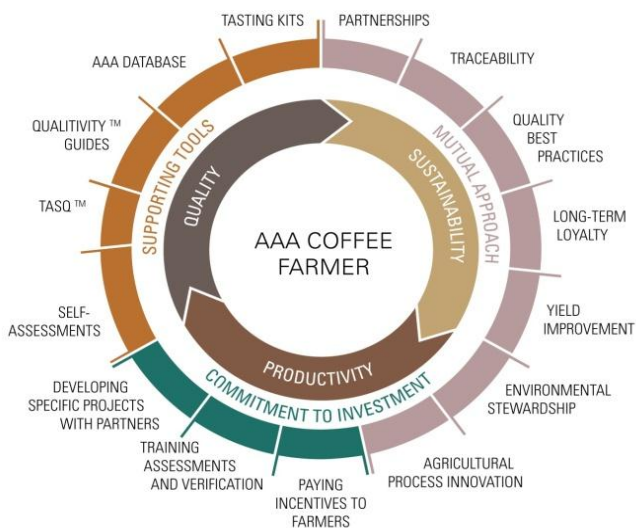 TASTING KITS
PARTNERSHIPS
AAA DATABASE
TRACEABILITY
QUALITIVITY ™
GUIDES
QUALITY
BEST
PRACTICES
TASQ ™
LONG-TERM
LOYALTY
SELF-
ASSESSMENTS
YIELD
IMPROVEMENT
DEVELOPING
SPECIFIC PROJECTS
WITH PARTNERS
ENVIRONMENTAL
STEWARDSHIP
TRAINING
ASSESSMENTS
AND VERIFICATION
PAYING
INCENTIVES TO
FARMERS
AGRICULTURAL
PROCESS INNOVATION
SUPPORTING TOOLS
MUTUAL APPROACH
COMMITMENT TO INVESTMENT
QUALITY
SUSTAINABILITY
PRODUCTIVITY
AAA COFFEE
FARMER